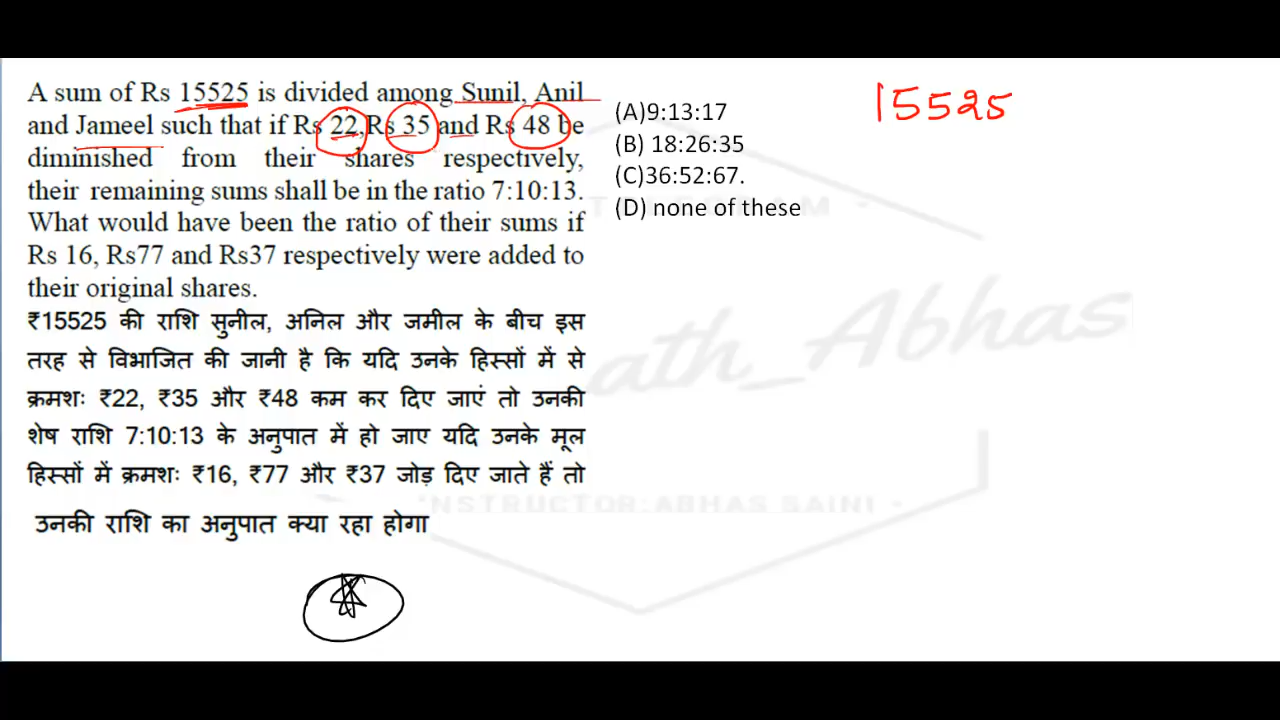 A sum of Rs 15525 is divided among Sunil, Anil
and Jameel such that if Rs 22,Rs 35 and Rs 48 be
diminished from their shares respectively,
their remaining sums shall be in the ratio 7:10:13.
What would have been the ratio of their sums if
Rs 16, Rs77 and Rs37 respectively were added to
their original shares.
₹15525 की राशि सुनील, अनिल और जमील के बीच इस
तरह से विभाजित की जानी है कि यदि उनके हिस्सों में से
क्रमशः ₹22, ₹35 और ₹48 कम कर दिए जाएं तो उनकी
शेष राशि 7:10:13 के अनुपात में हो जाए यदि उनके मूल
हिस्सों में क्रमशः ₹16, ₹77 और ₹37 जोड़ दिए जाते हैं तो
उनकी राशि का अनुपात क्या रहा होगा
(A)9:13:17
(B) 18:26:35
(C)36:52:67.
(D) none of these
15525
Math_Abhas
INSTRUCTOR:ABHAS SAINI